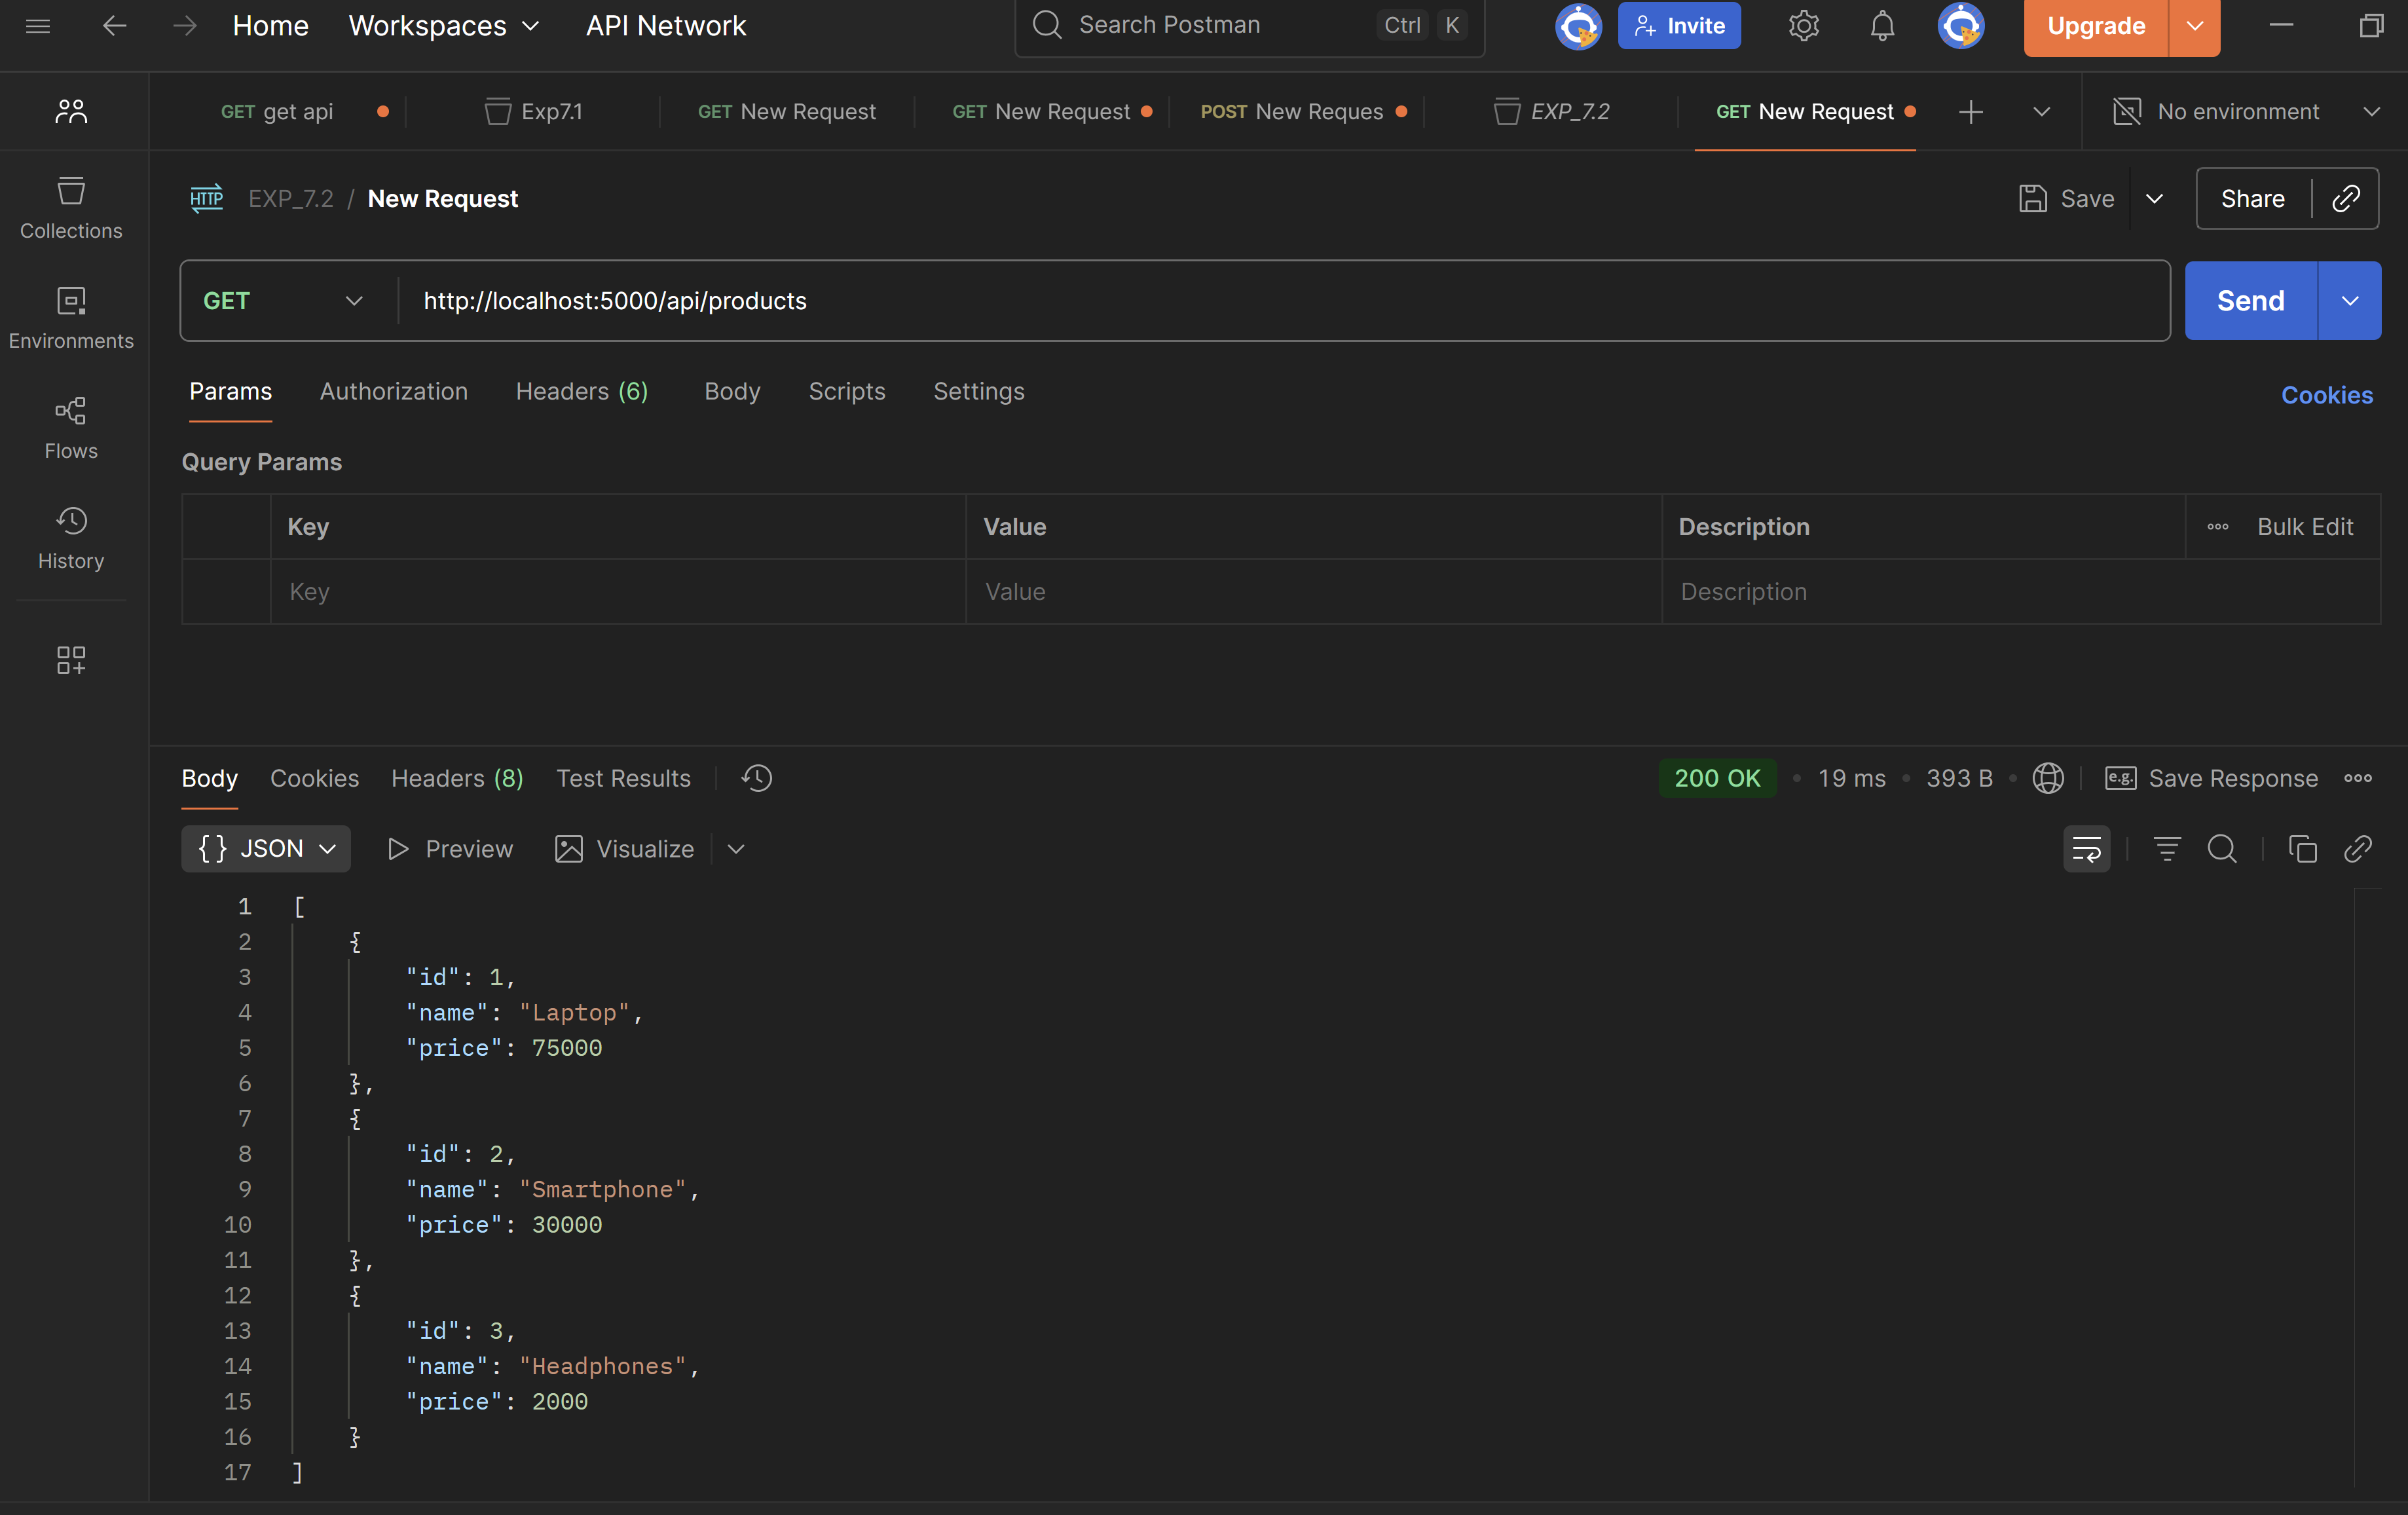 Home Workspaces API Network Search Postman Ctrl K Invite Upgrade
GET get api Exp7.1 GET New Request GET New Request POST New Reques EXP_7.2 GET New Request No environment
HTTP EXP_7.2 / New Request Save Share
Collections
GET http://localhost:5000/api/products Send
Environments
Params Authorization Headers (6) Body Scripts Settings Cookies
Flows
Query Params
Key Value Description Bulk Edit
History
Key Value Description
Body Cookies Headers (8) Test Results 200 OK 19 ms 393 B e.g. Save Response
{} JSON Preview Visualize
1 [
2 {
3 "id": 1,
4 "name": "Laptop",
5 "price": 75000
6 },
7 {
8 "id": 2,
9 "name": "Smartphone",
10 "price": 30000
11 },
12 {
13 "id": 3,
14 "name": "Headphones",
15 "price": 2000
16 }
17 ]